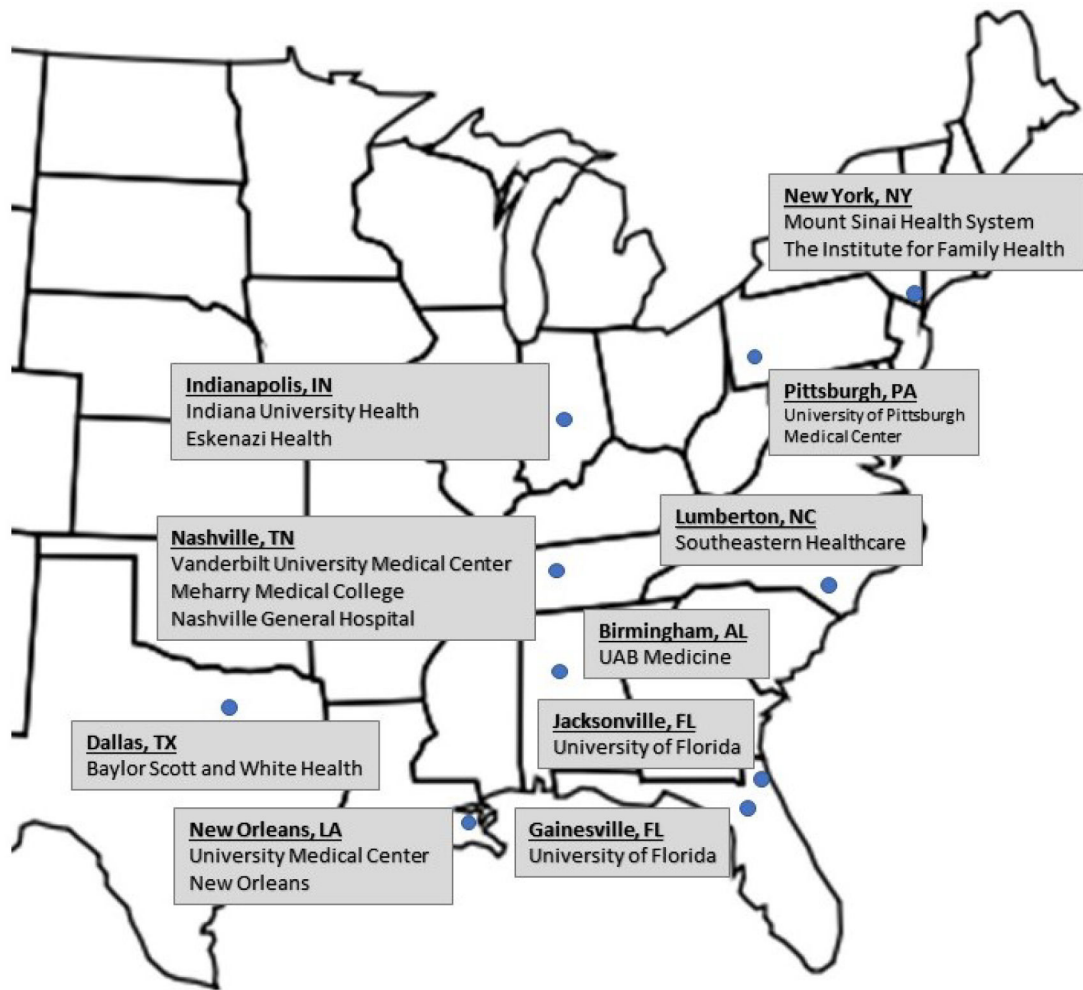 New York, NY
Mount Sinai Health System
The Institute for Family Health
Indianapolis, IN
Indiana University Health
Eskenazi Health
Pittsburgh, PA
University of Pittsburgh
Medical Center
Nashville, TN
Vanderbilt University Medical Center
Meharry Medical College
Nashville General Hospital
Lumberton, NC
Southeastern Healthcare
Birmingham, AL
UAB Medicine
Jacksonville, FL
University of Florida
Dallas, TX
Baylor Scott and White Health
New Orleans, LA
University Medical Center
New Orleans
Gainesville, FL
University of Florida